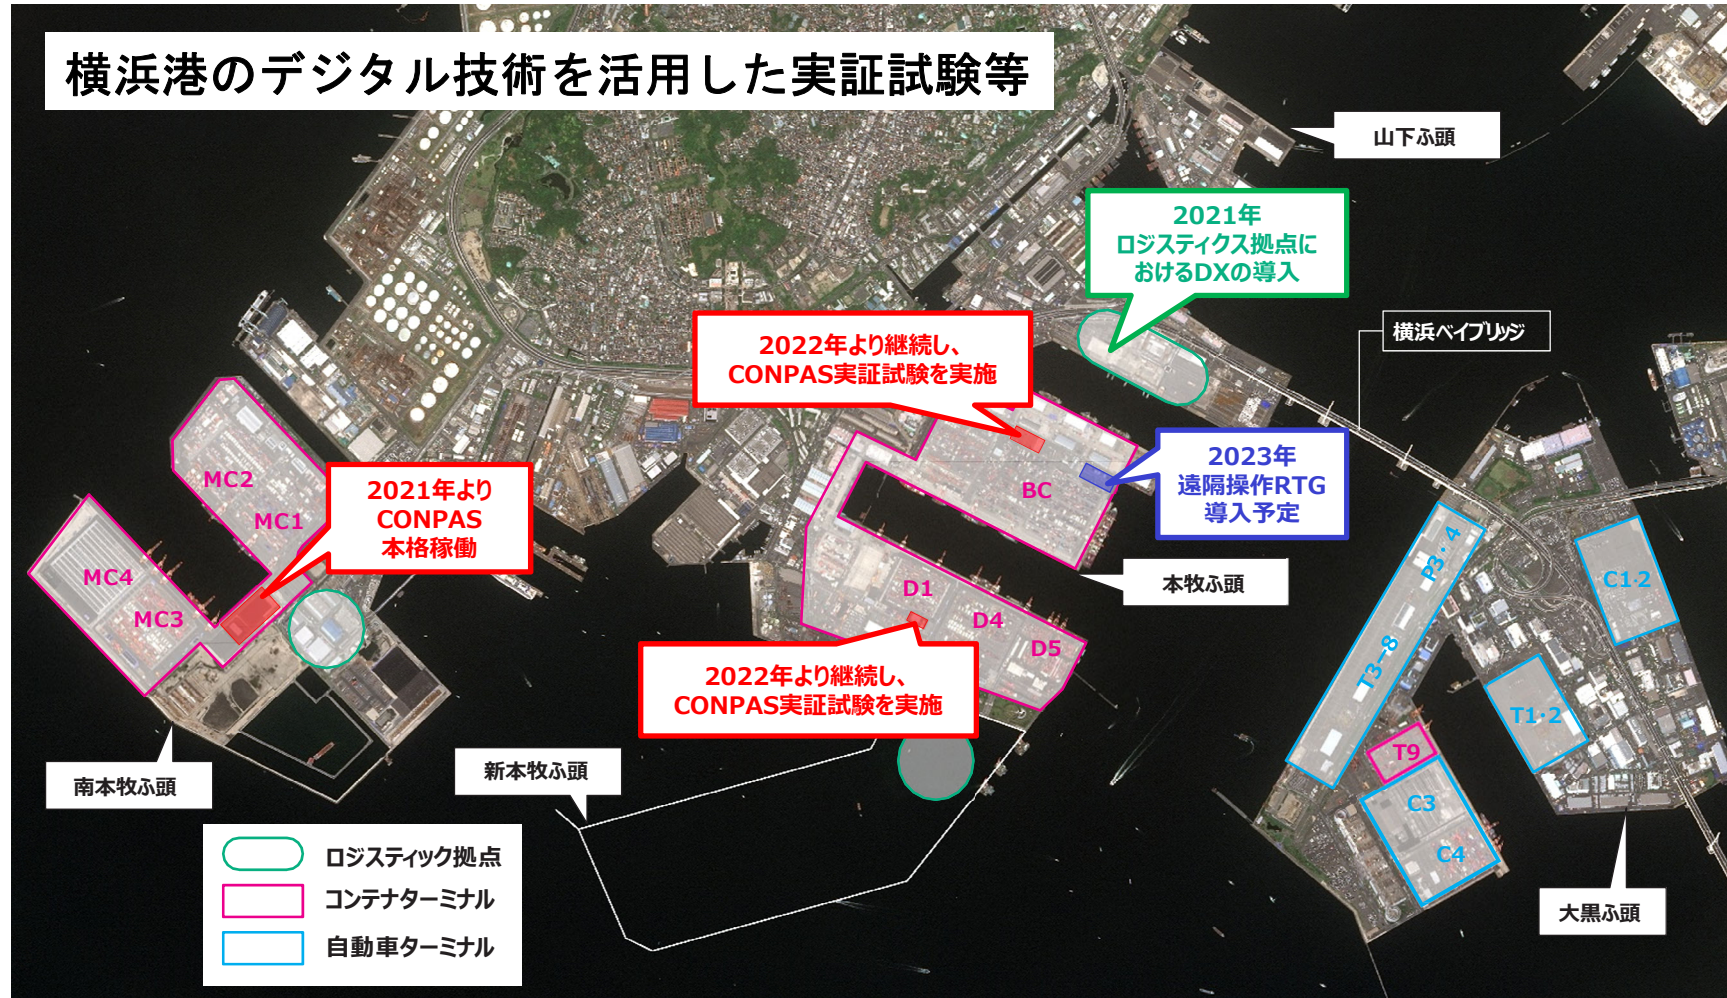 横浜港のデジタル技術を活用した実証試験等
山下ふ頭
2021年
ロジスティクス拠点に
おけるDXの導入
横浜ベイブリッジ
2022年より継続し、
CONPAS実証試験を実施
2023年
遠隔操作RTG
導入予定
2021年より
CONPAS
本格稼働
MC2
MC1
MC4
MC3
BC
本牧ふ頭
D1
D4
D5
2022年より継続し、
CONPAS実証試験を実施
P3・4
T3－8
C1・2
T1・2
T9
C3
C4
南本牧ふ頭
新本牧ふ頭
大黒ふ頭
ロジスティック拠点
コンテナターミナル
自動車ターミナル